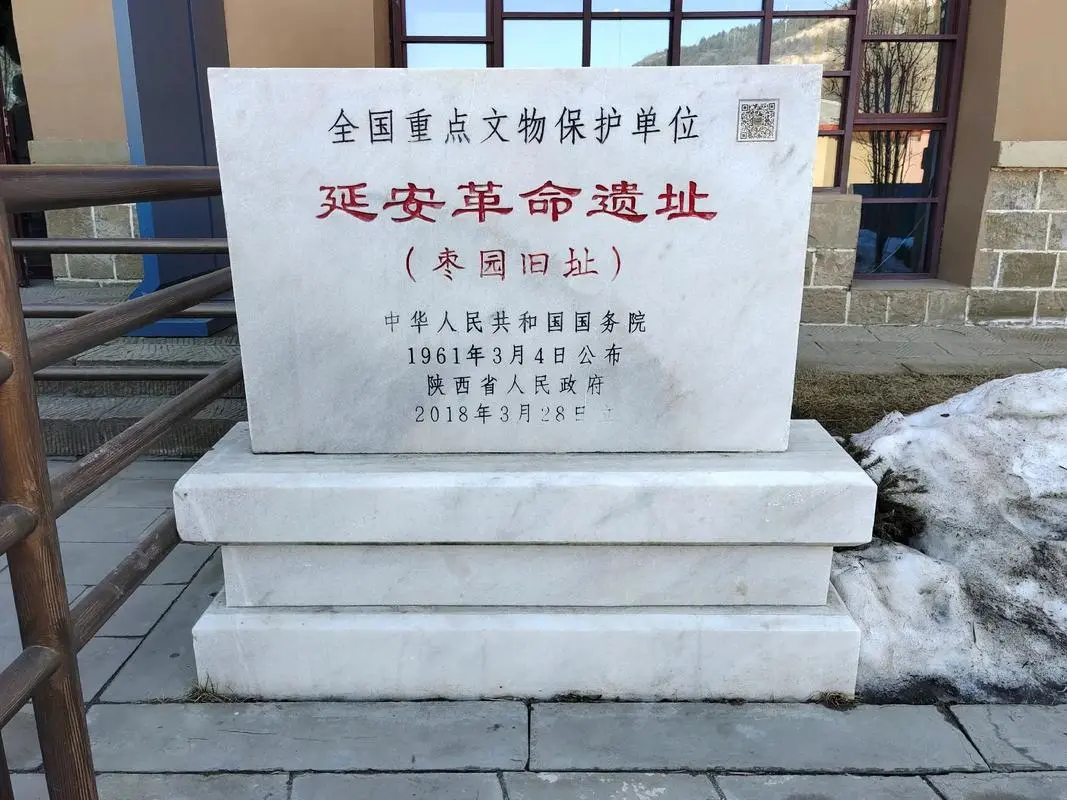 全国重点文物保护单位
延安革命遗址
（枣园旧址）
中华人民共和国国务院
1961年3月4日公布
陕西省人民政府
2018年3月28日立